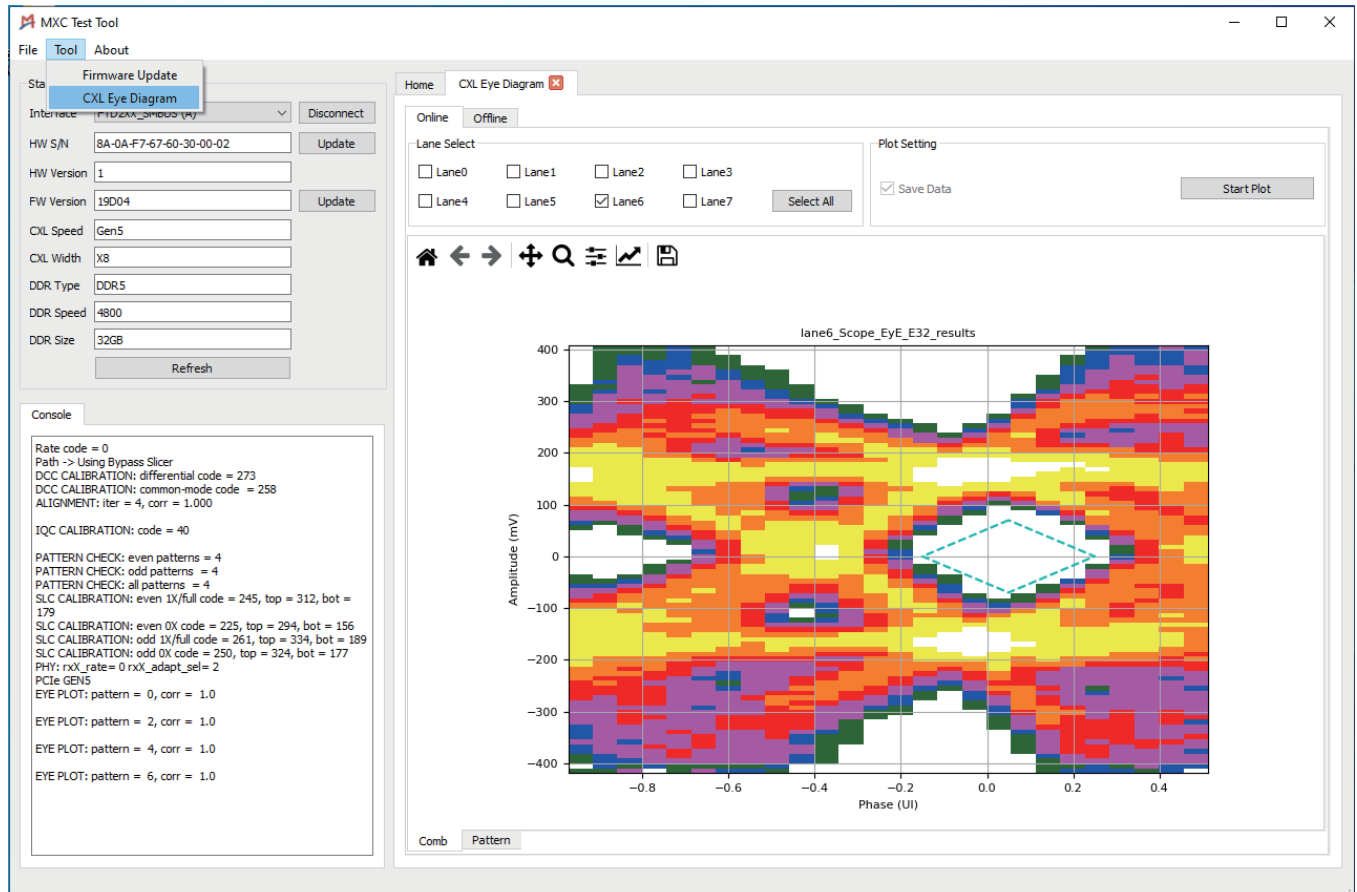 MXC Test Tool
File Tool About
Firmware Update
CXL Eye Diagram
Sta
Interface FTD2XX_SMBUS (A) Disconnect
HW S/N 8A-0A-F7-67-60-30-00-02 Update
HW Version 1
FW Version 19D04 Update
CXL Speed Gen5
CXL Width X8
DDR Type DDR5
DDR Speed 4800
DDR Size 32GB
Refresh
Console
Rate code = 0
Path -> Using Bypass Slicer
DCC CALIBRATION: differential code = 273
DCC CALIBRATION: common-mode code = 258
ALIGNMENT: iter = 4, corr = 1.000
IQC CALIBRATION: code = 40
PATTERN CHECK: even patterns = 4
PATTERN CHECK: odd patterns = 4
PATTERN CHECK: all patterns = 4
SLC CALIBRATION: even 1X/full code = 245, top = 312, bot =
179
SLC CALIBRATION: even 0X code = 225, top = 294, bot = 156
SLC CALIBRATION: odd 1X/full code = 261, top = 334, bot = 189
SLC CALIBRATION: odd 0X code = 250, top = 324, bot = 177
PHY: rxX_rate= 0 rxX_adapt_sel= 2
PCIe GEN5
EYE PLOT: pattern = 0, corr = 1.0
EYE PLOT: pattern = 2, corr = 1.0
EYE PLOT: pattern = 4, corr = 1.0
EYE PLOT: pattern = 6, corr = 1.0
Home CXL Eye Diagram
Online Offline
Lane Select
Lane0 Lane1 Lane2 Lane3
Lane4 Lane5 Lane6 Lane7 Select All
Plot Setting
Save Data Start Plot
lane6_Scope_EyE_E32_results
Amplitude (mV)
400
300
200
100
0
−100
−200
−300
−400
−0.8 −0.6 −0.4 −0.2 0.0 0.2 0.4
Phase (UI)
Comb Pattern